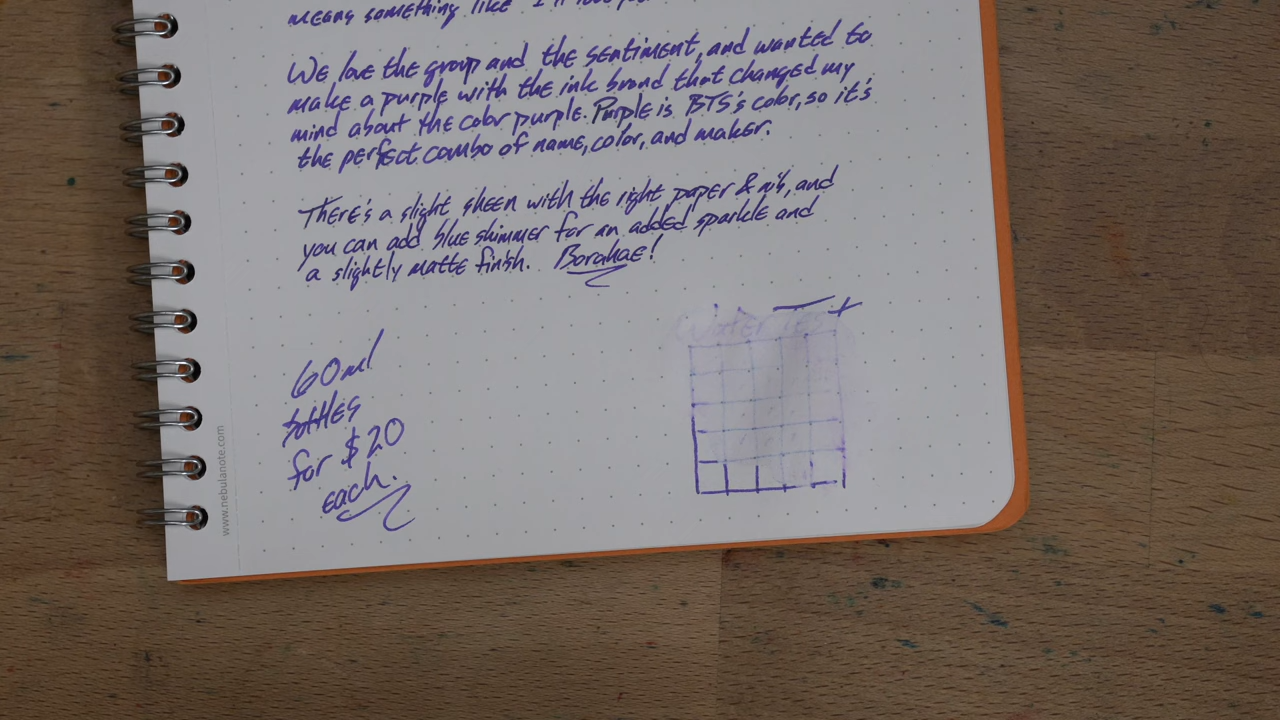 means something like "I'll love you
We love the group and the sentiment, and wanted to
make a purple with the ink brand that changed my
mind about the color purple. Purple is BTS's color, so it's
the perfect combo of name, color, and maker.
There's a slight sheen with the right paper & nib, and
you can add blue shimmer for an added sparkle and
a slightly matte finish. Borahae!
60ml
bottles
for $20
each.
Water Test
www.nebulanote.com